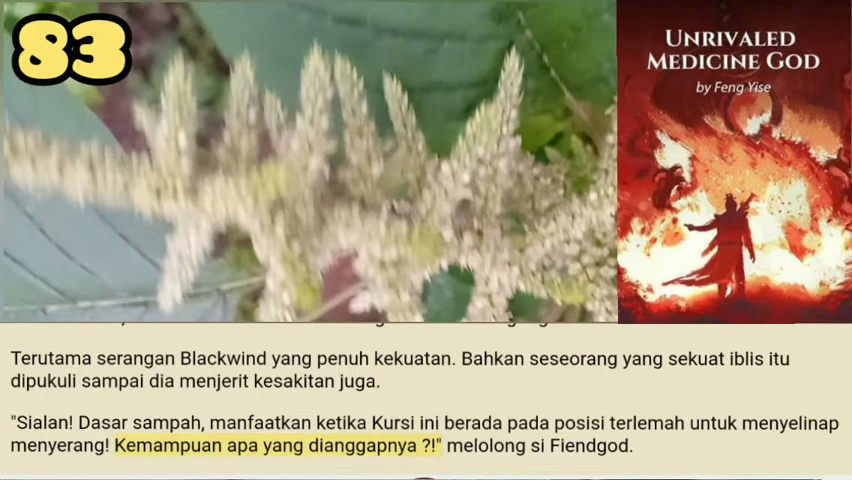 83
UNRIVALED
MEDICINE GOD
by Feng Yise
Terutama serangan Blackwind yang penuh kekuatan. Bahkan seseorang yang sekuat iblis itu
dipukuli sampai dia menjerit kesakitan juga.
"Sialan! Dasar sampah, manfaatkan ketika Kursi ini berada pada posisi terlemah untuk menyelinap
menyerang! Kemampuan apa yang dianggapnya ?!" melolong si Fiendgod.